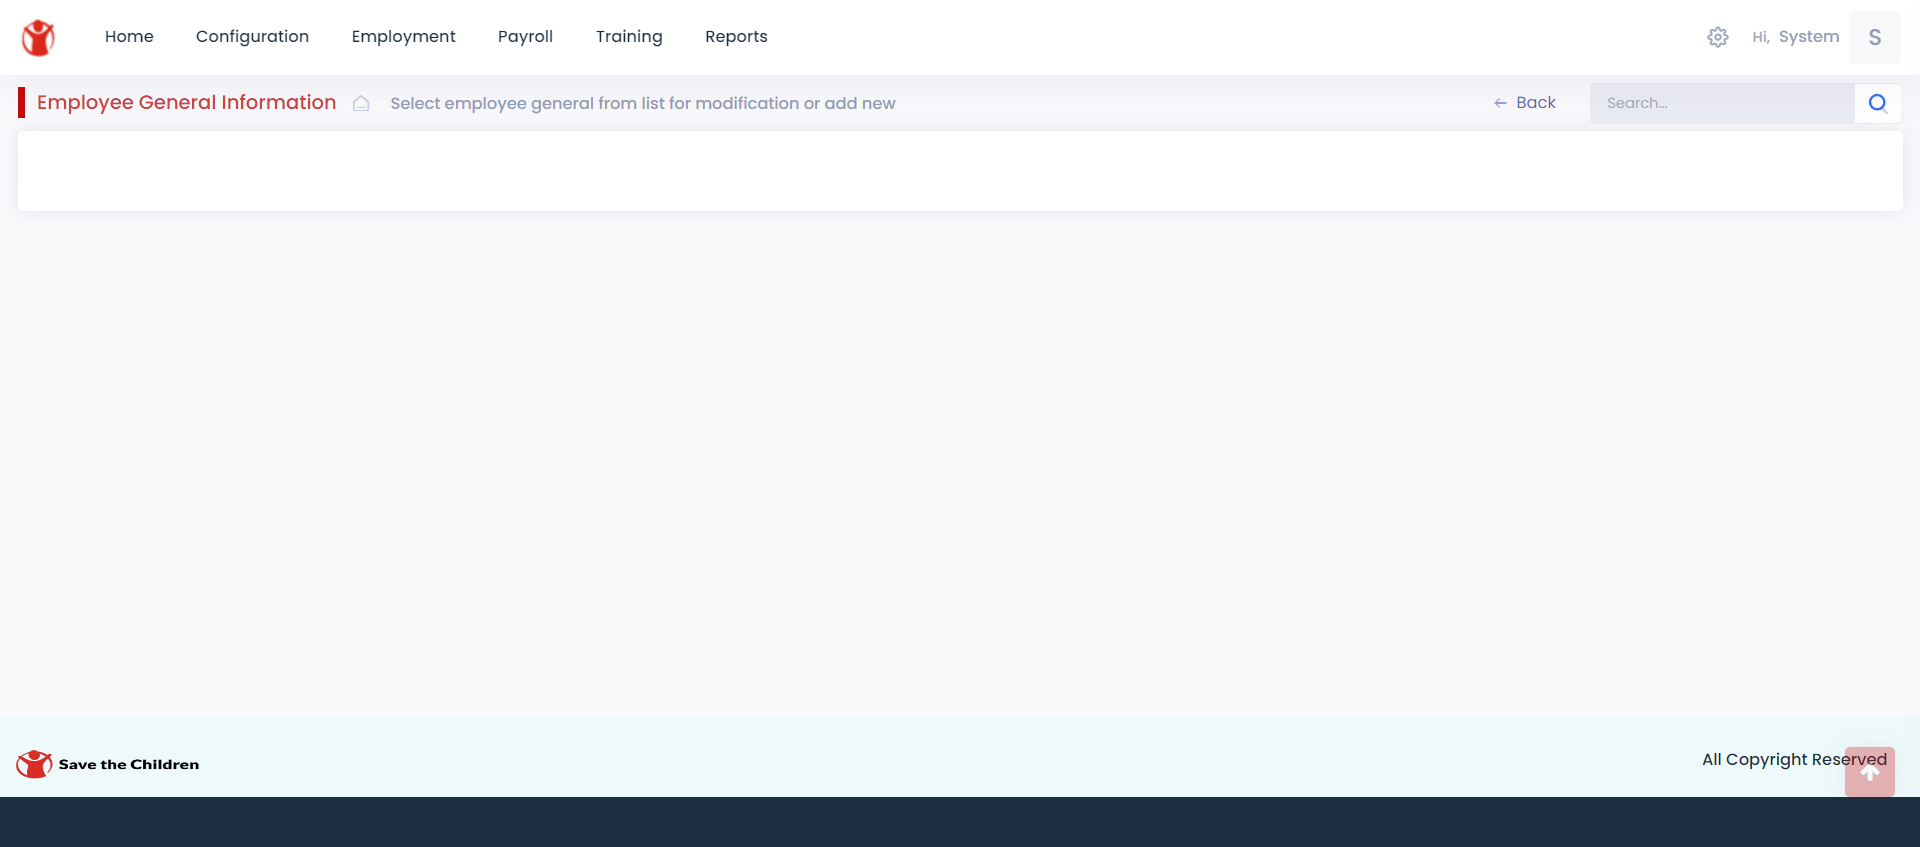 Home Configuration Employment Payroll Training Reports Hi, System S
Employee General Information Select employee general from list for modification or add new Back Search...
Save the Children All Copyright Reserved